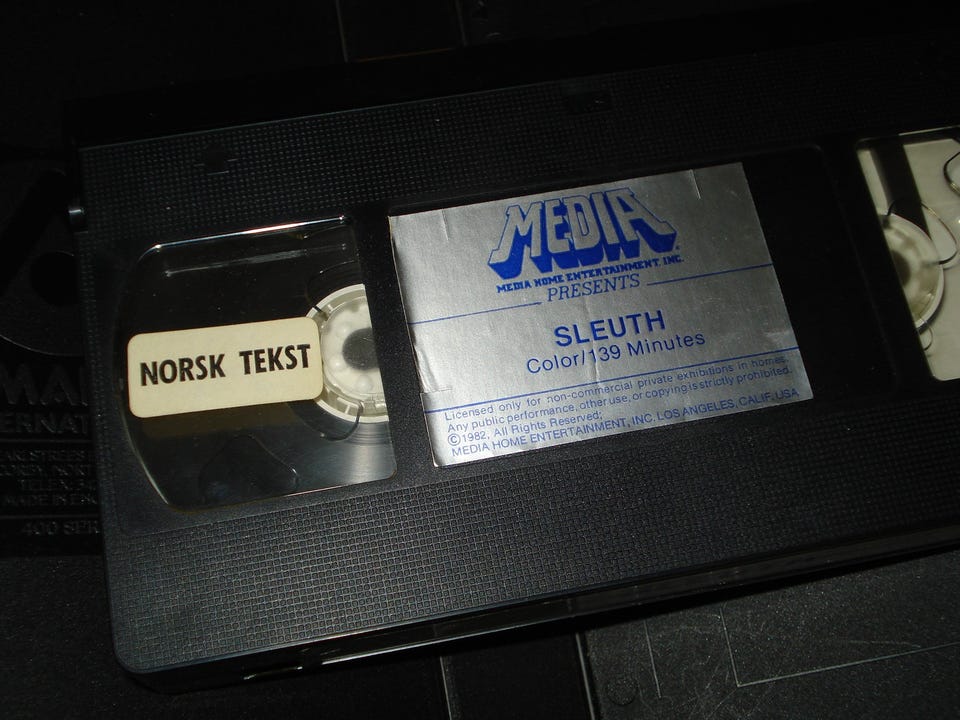 NORSK TEKST
MEDIA
MEDIA HOME ENTERTAINMENT, INC.
PRESENTS
SLEUTH
Color/139 Minutes
Licensed only for non-commercial private exhibitions in homes.
Any public performance, other use, or copying is strictly prohibited.
©1982, All Rights Reserved;
MEDIA HOME ENTERTAINMENT, INC. LOS ANGELES, CALIF. USA
400 SER